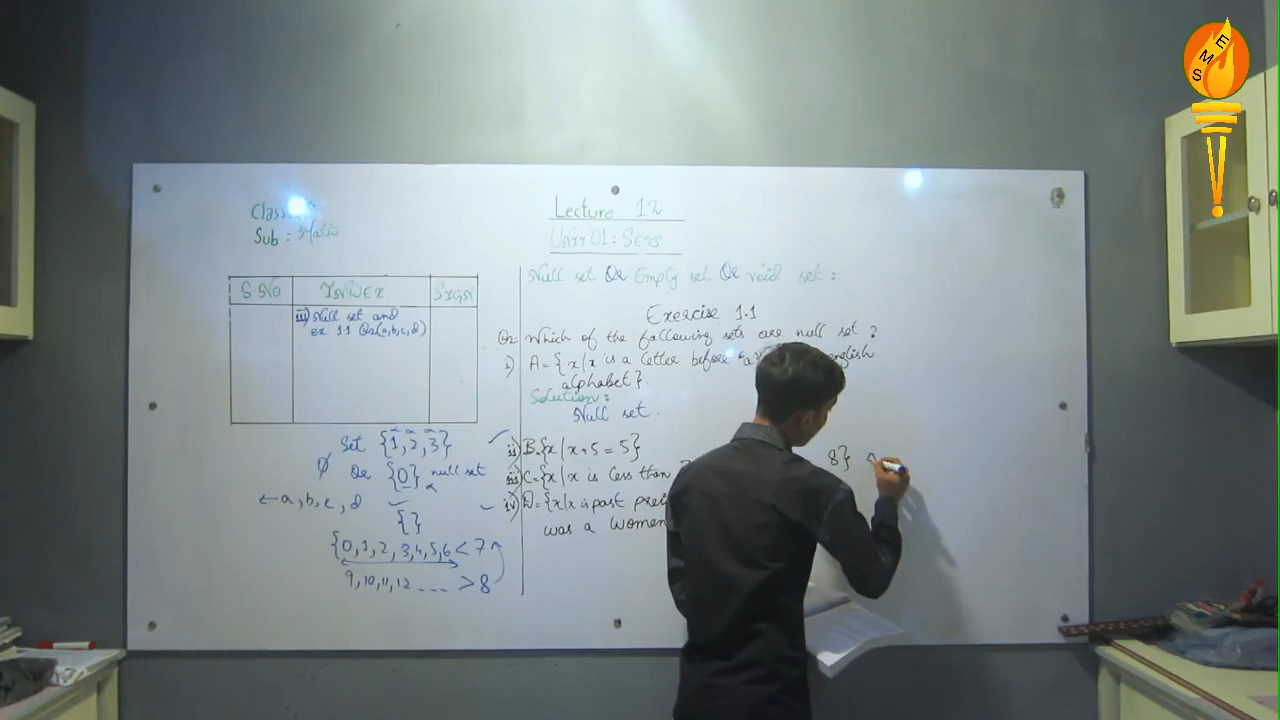 Sub : Math
S.NO INDEX SIGN
iii) Null set and
ex 1.1 Q2(a,b,c,d)
Set {1,2,3}
Or {0} null set
← a,b,c,d
{}
{0,1,2,3,4,5,6<7
9,10,11,12 ---- >8
Lecture 12
UNIT 01: SETS
Null set Or Empty set Or void set :
Exercise 1.1
Q2 Which of the following sets are null set ?
i) A={x/x is a letter before "a english
alphabet}.
Solution:
Null set.
ii) B={x/x+5=5}
iii) C={x/x is less than 8}
iv) D={x/x is past
was a women
EMS